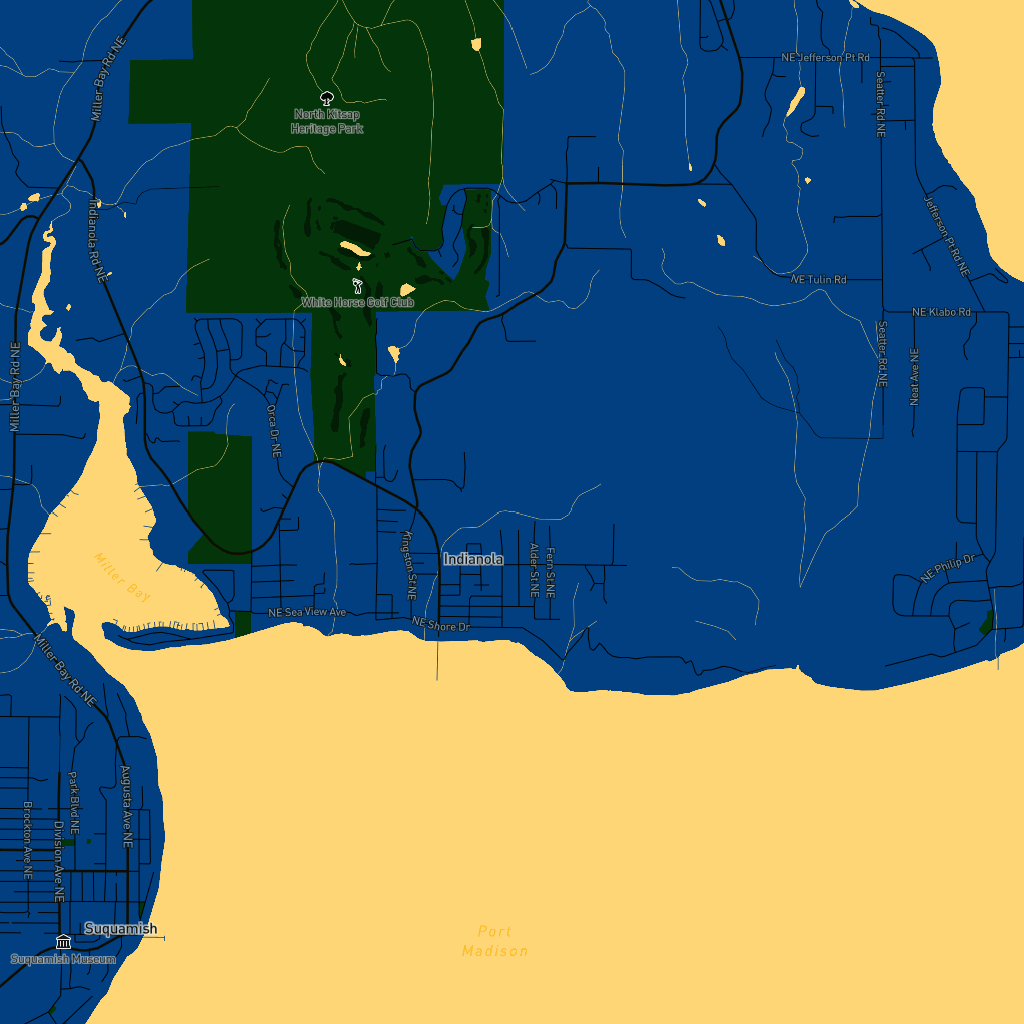 Miller Bay Rd NE
NE Jefferson Pt Rd
Seatter Rd NE
North Kitsap
Heritage Park
Indianola Rd NE
Jefferson Pt Rd NE
NE Tulin Rd
White Horse Golf Club
NE Klabo Rd
Miller Bay Rd NE
Seatter Rd NE
Neat Ave NE
Orca Dr NE
Indianola
Kingston St NE
Alder St NE
Fern St NE
Miller Bay
NE Philip Dr
NE Sea View Ave
NE Shore Dr
Miller Bay Rd NE
Park Blvd NE
Augusta Ave NE
Brockton Ave NE
Division Ave NE
Suquamish
Port
Madison
Suquamish Museum